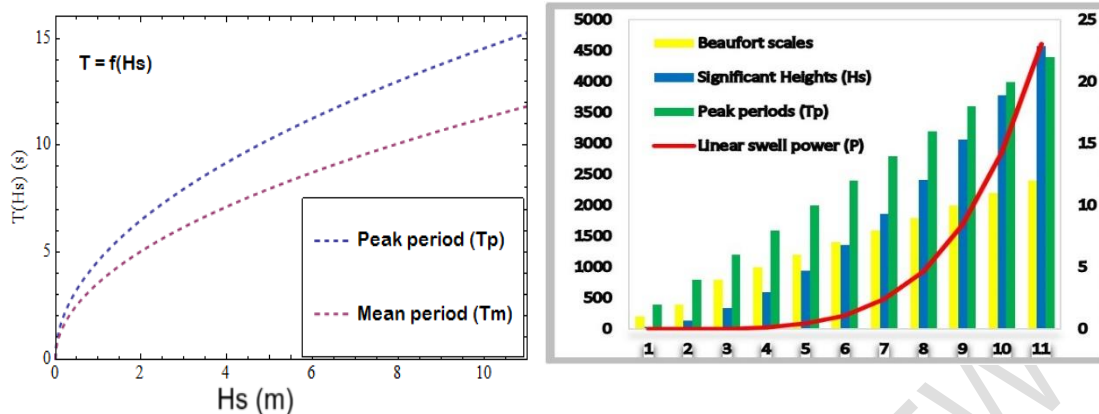 T = f(Hs)
T(Hs) (s)
15
10
5
0
0
2
4
6
8
10
Hs (m)
Peak period (Tp)
Mean period (Tm)
5000
4500
4000
3500
3000
2500
2000
1500
1000
500
0
Beaufort scales
Significant Heights (Hs)
Peak periods (Tp)
Linear swell power (P)
25
20
15
10
5
0
1 2 3 4 5 6 7 8 9 10 11